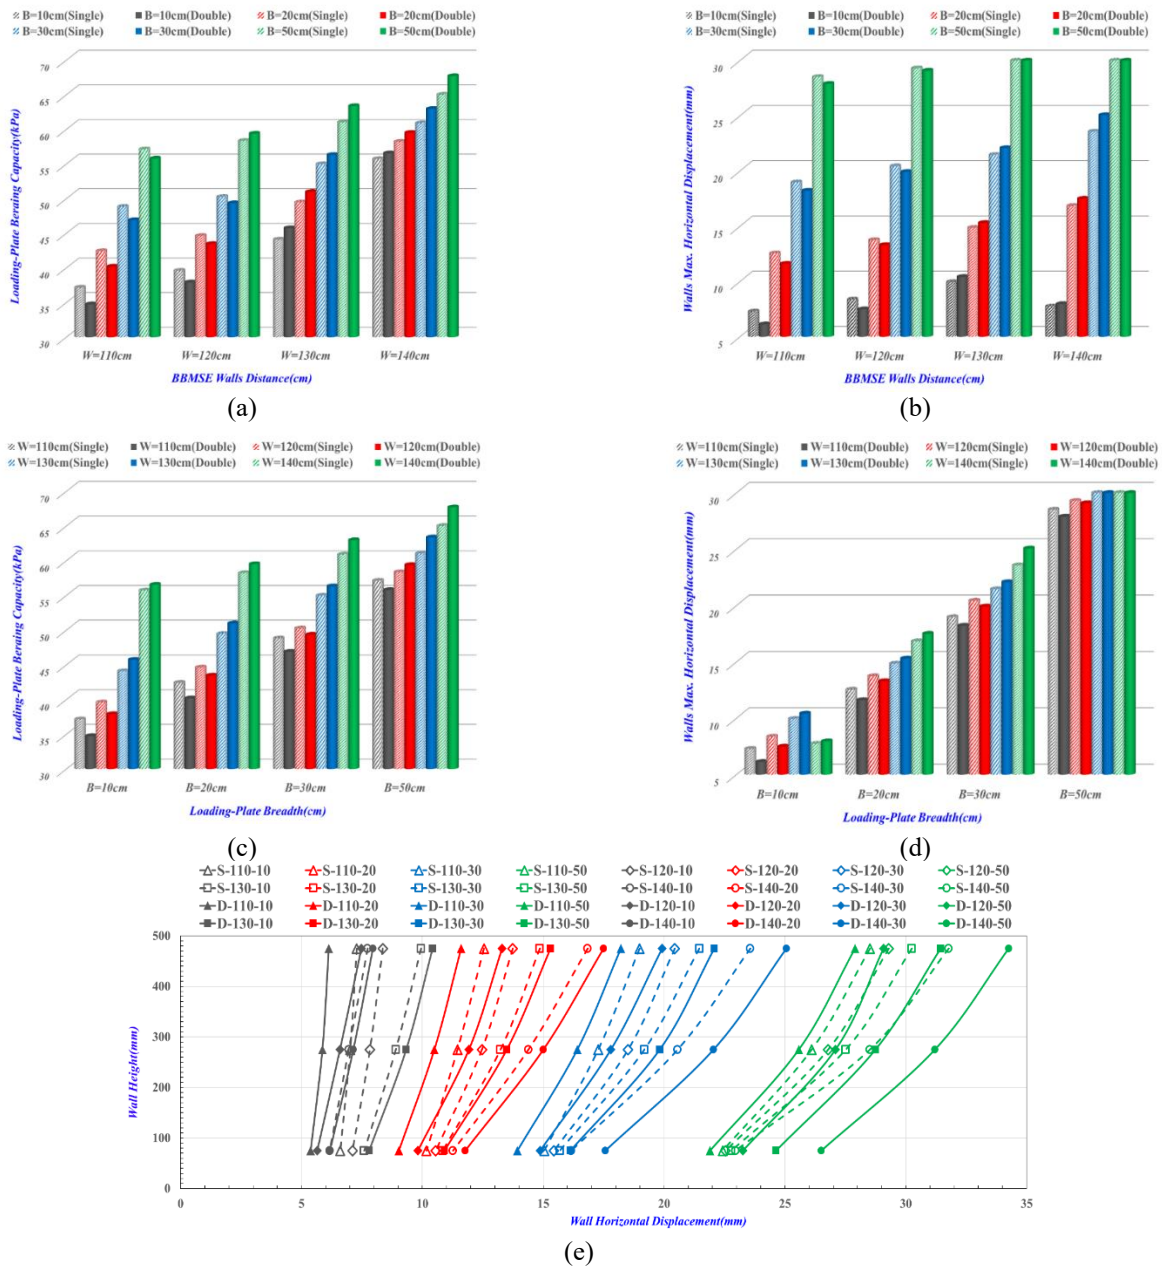 B=10cm(Single) B=10cm(Double) B=20cm(Single) B=20cm(Double)
B=30cm(Single) B=30cm(Double) B=50cm(Single) B=50cm(Double)
Loading-Plate Beraing Capacity(kPa)
70
65
60
55
50
45
40
35
30
W=110cm W=120cm W=130cm W=140cm
BBMSE Walls Distance(cm)
(a)
B=10cm(Single) B=10cm(Double) B=20cm(Single) B=20cm(Double)
B=30cm(Single) B=30cm(Double) B=50cm(Single) B=50cm(Double)
Walls Max. Horizontal Displacement(mm)
30
25
20
15
10
5
W=110cm W=120cm W=130cm W=140cm
BBMSE Walls Distance(cm)
(b)
W=110cm(Single) W=110cm(Double) W=120cm(Single) W=120cm(Double)
W=130cm(Single) W=130cm(Double) W=140cm(Single) W=140cm(Double)
Loading-Plate Beraing Capacity(kPa)
70
65
60
55
50
45
40
35
30
B=10cm B=20cm B=30cm B=50cm
Loading-Plate Breadth(cm)
(c)
W=110cm(Single) W=110cm(Double) W=120cm(Single) W=120cm(Double)
W=130cm(Single) W=130cm(Double) W=140cm(Single) W=140cm(Double)
Walls Max. Horizontal Displacement(mm)
30
25
20
15
10
5
B=10cm B=20cm B=30cm B=50cm
Loading-Plate Breadth(cm)
(d)
S-110-10 S-110-20 S-110-30 S-110-50 S-120-10 S-120-20 S-120-30 S-120-50
S-130-10 S-130-20 S-130-30 S-130-50 S-140-10 S-140-20 S-140-30 S-140-50
D-110-10 D-110-20 D-110-30 D-110-50 D-120-10 D-120-20 D-120-30 D-120-50
D-130-10 D-130-20 D-130-30 D-130-50 D-140-10 D-140-20 D-140-30 D-140-50
Wall Height(mm)
500
400
300
200
100
0
0 5 10 15 20 25 30 35
Wall Horizontal Displacement(mm)
(e)